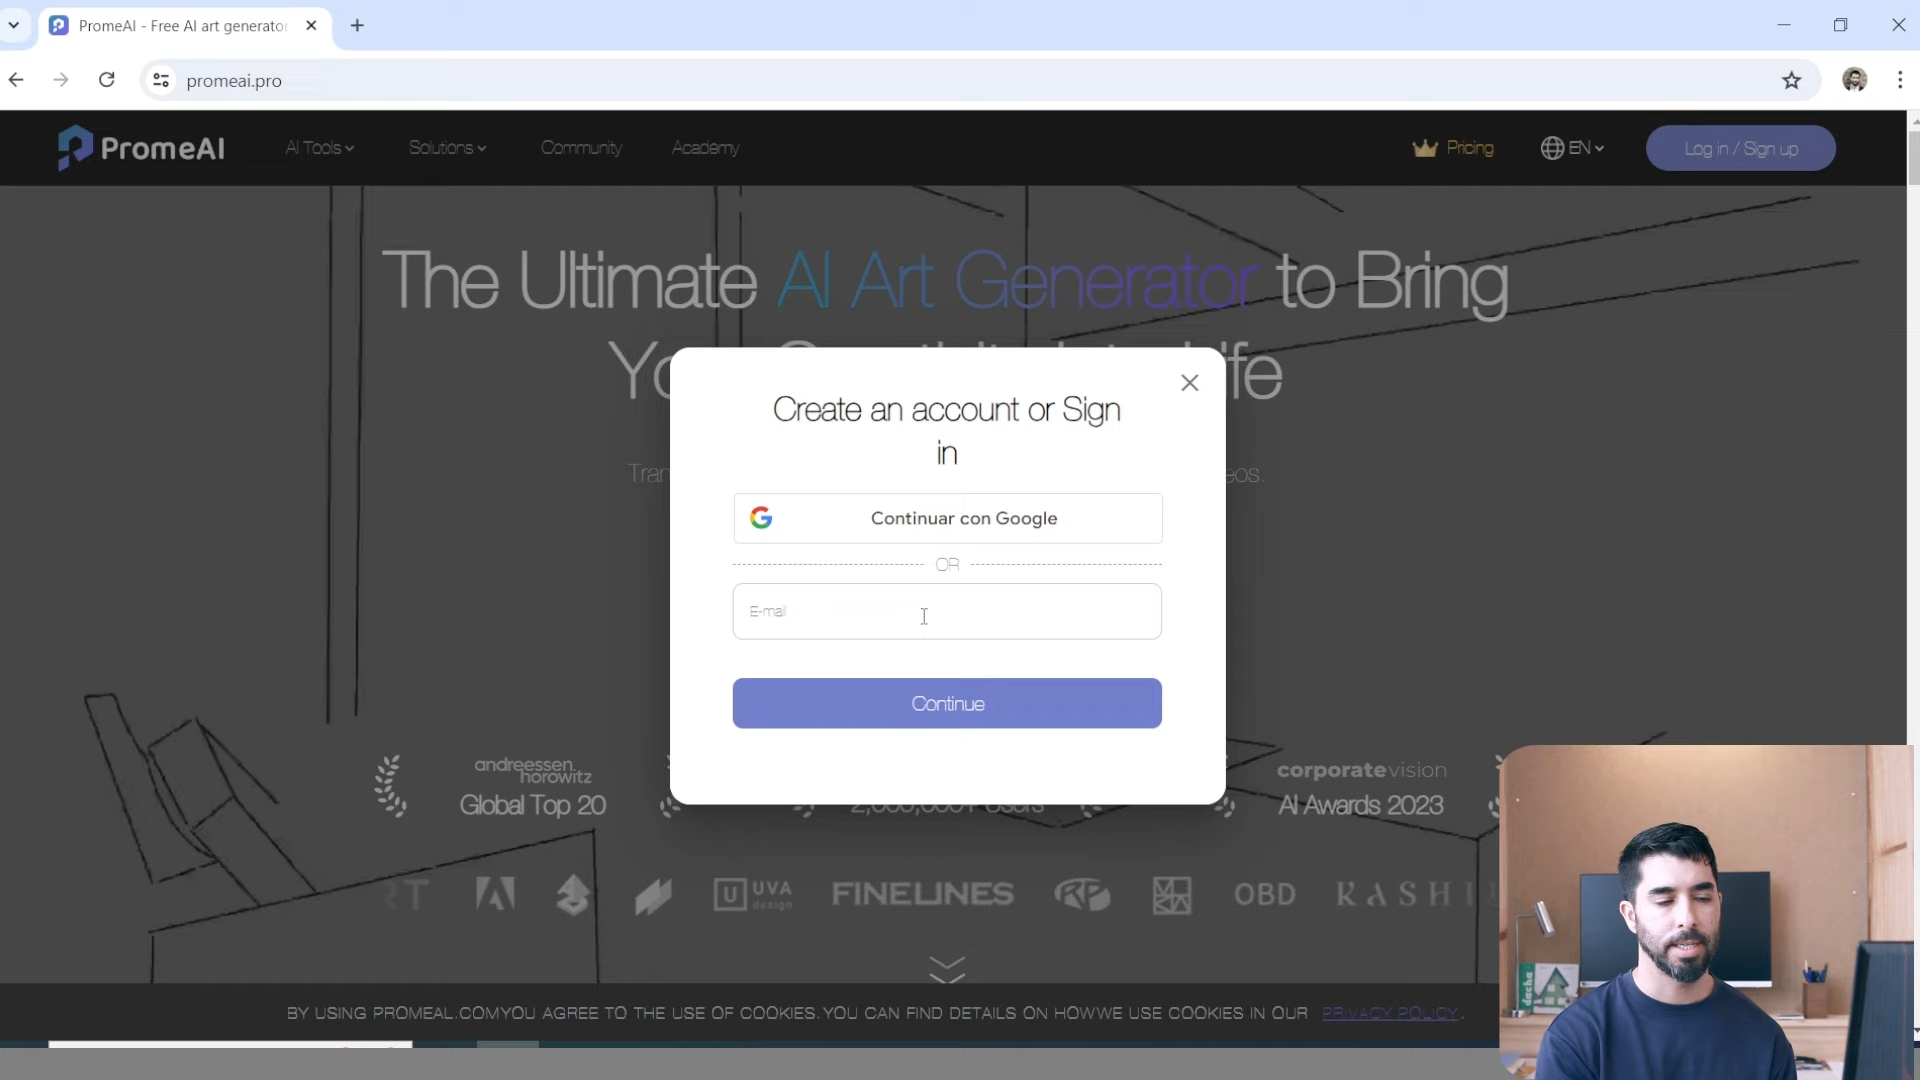 PromeAI - Free AI art generator
promeai.pro
PromeAI
AI Tools
Solutions
Community
Academy
Pricing
EN
Log in / Sign up
The Ultimate AI Art Generator to Bring
Create an account or Sign
in
Continuar con Google
OR
E-mail
Continue
andreessen.
horowitz
Global Top 20
corporatevision
AI Awards 2023
UVA
design
FINELINES
OBD
BY USING PROMEAI.COMYOU AGREE TO THE USE OF COOKIES.YOU CAN FIND DETAILS ON HOWWE USE COOKIES IN OUR PRIVACY POLICY.